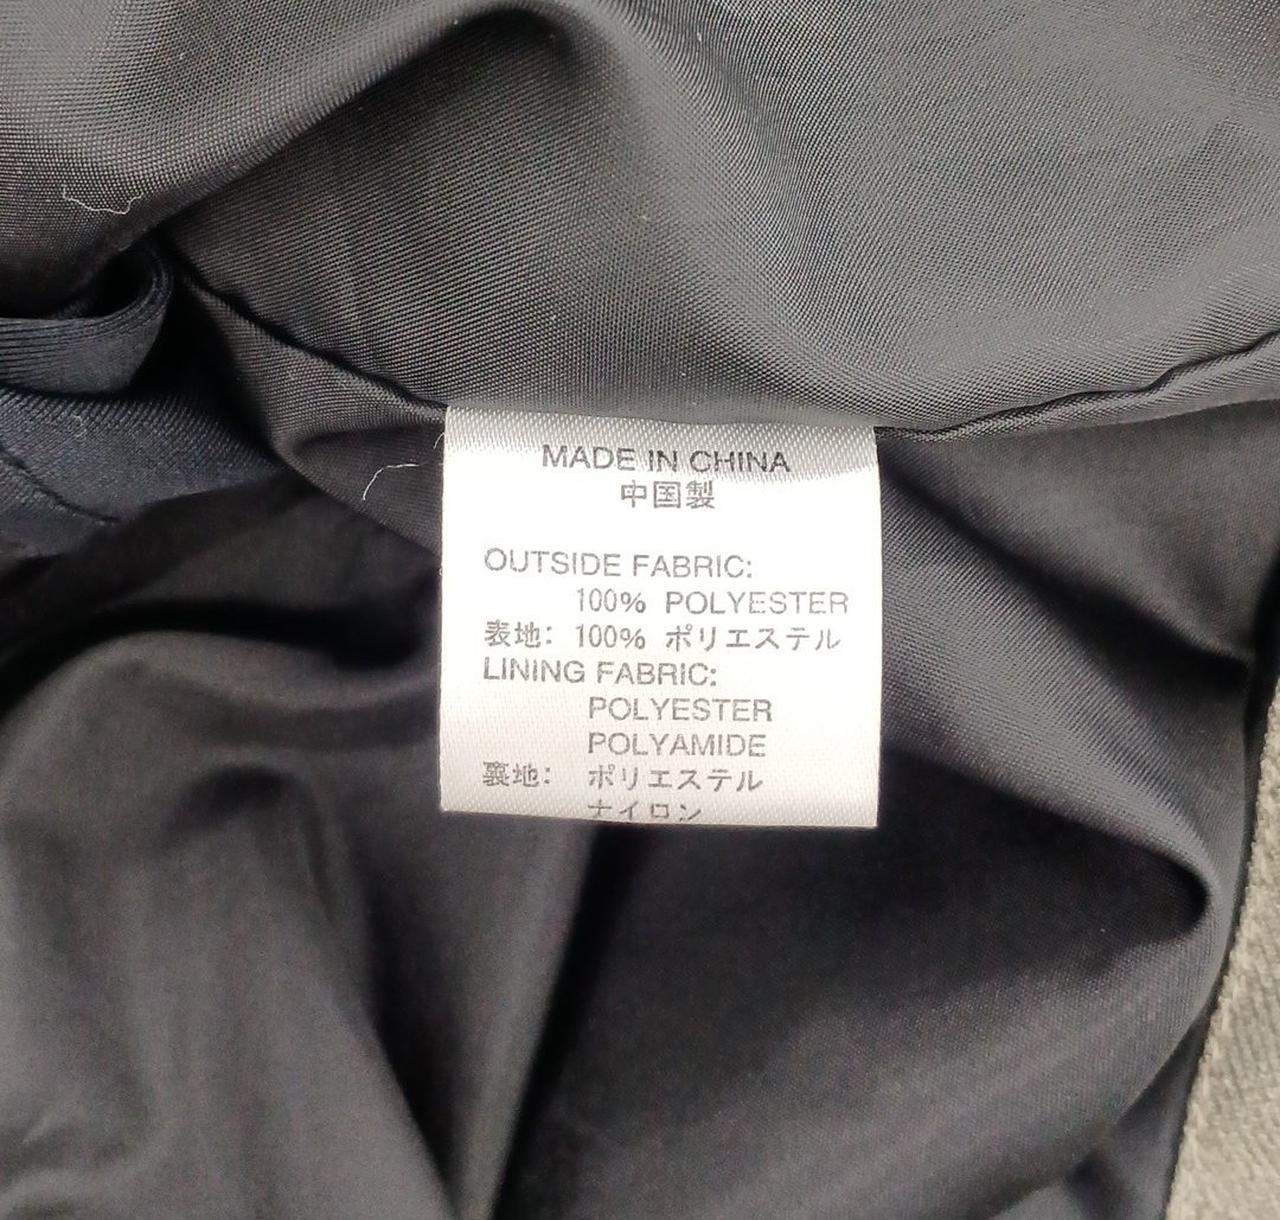 MADE IN CHINA
中国製
OUTSIDE FABRIC:
100% POLYESTER
表地: 100% ポリエステル
LINING FABRIC:
POLYESTER
POLYAMIDE
裏地: ポリエステル
ナイロン